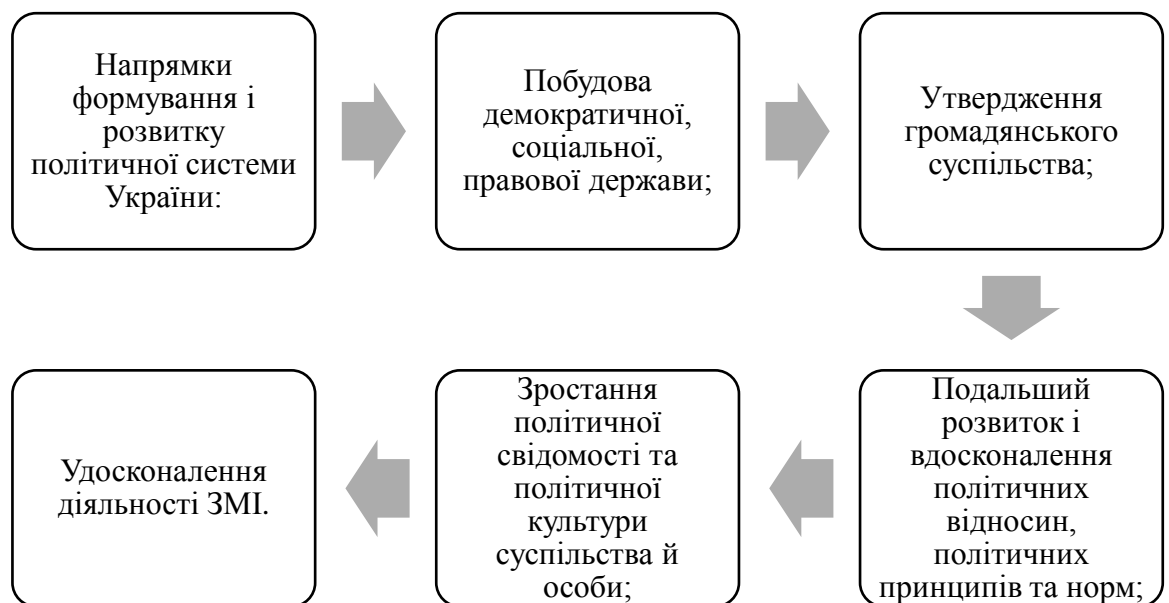 Напрямки
формування і
розвитку
політичної системи
України:
Побудова
демократичної,
соціальної,
правової держави;
Утвердження
громадянського
суспільства;
Подальший
розвиток і
вдосконалення
політичних
відносин,
політичних
принципів та норм;
Зростання
політичної
свідомості та
політичної
культури
суспільства й
особи;
Удосконалення
діяльності ЗМІ.